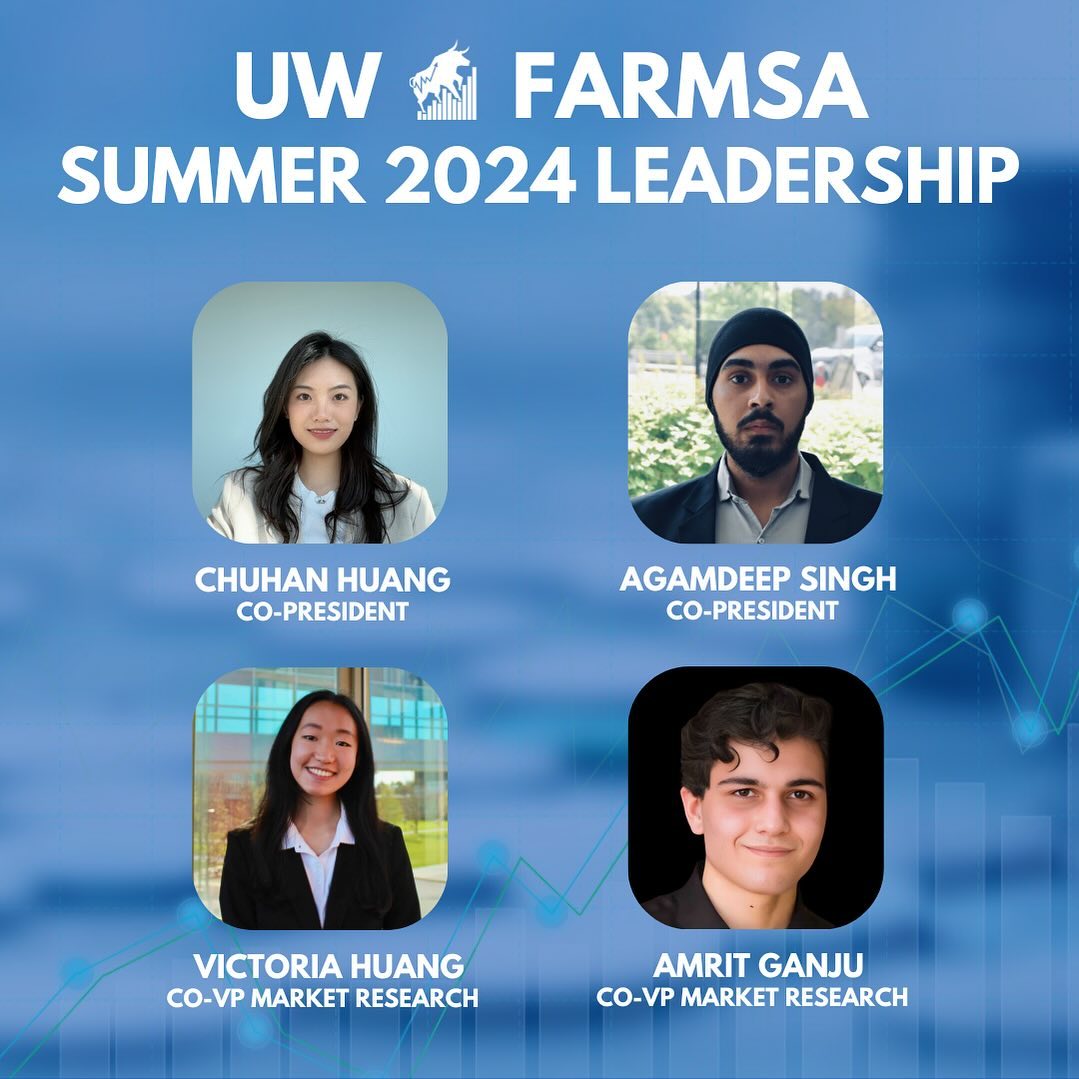 UW FARMSA
SUMMER 2024 LEADERSHIP
CHUHAN HUANG
CO-PRESIDENT
AGAMDEEP SINGH
CO-PRESIDENT
VICTORIA HUANG
CO-VP MARKET RESEARCH
AMRIT GANJU
CO-VP MARKET RESEARCH